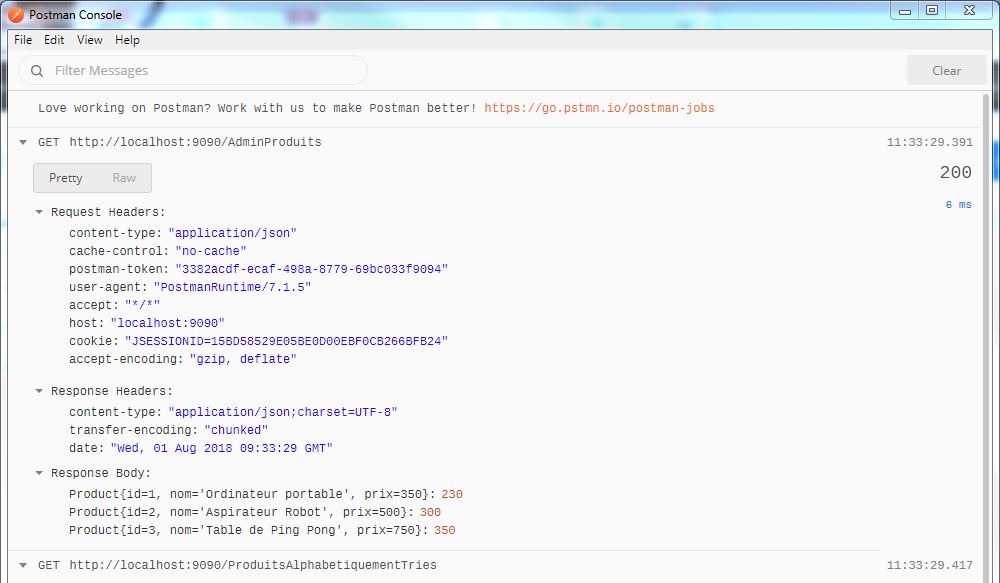 Postman Console
File Edit View Help
Filter Messages
Clear
Love working on Postman? Work with us to make Postman better! https://go.pstmn.io/postman-jobs
GET http://localhost:9090/AdminProduits 11:33:29.391
Pretty Raw
200
6 ms
Request Headers:
content-type: "application/json"
cache-control: "no-cache"
postman-token: "3382acdf-ecaf-498a-8779-69bc033f9094"
user-agent: "PostmanRuntime/7.1.5"
accept: "*/*"
host: "localhost:9090"
cookie: "JSESSIONID=15BD58529E05BE0D00EBF0CB266BFB24"
accept-encoding: "gzip, deflate"
Response Headers:
content-type: "application/json;charset=UTF-8"
transfer-encoding: "chunked"
date: "Wed, 01 Aug 2018 09:33:29 GMT"
Response Body:
Product{id=1, nom='Ordinateur portable', prix=350}: 230
Product{id=2, nom='Aspirateur Robot', prix=500}: 300
Product{id=3, nom='Table de Ping Pong', prix=750}: 350
GET http://localhost:9090/ProduitsAlphabetiquementTries 11:33:29.417